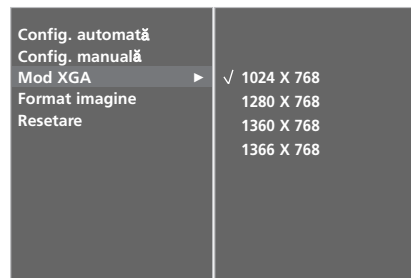 Config. automată
Config. manuală
Mod XGA ► √ 1024 X 768
Format imagine 1280 X 768
Resetare 1360 X 768
1366 X 768